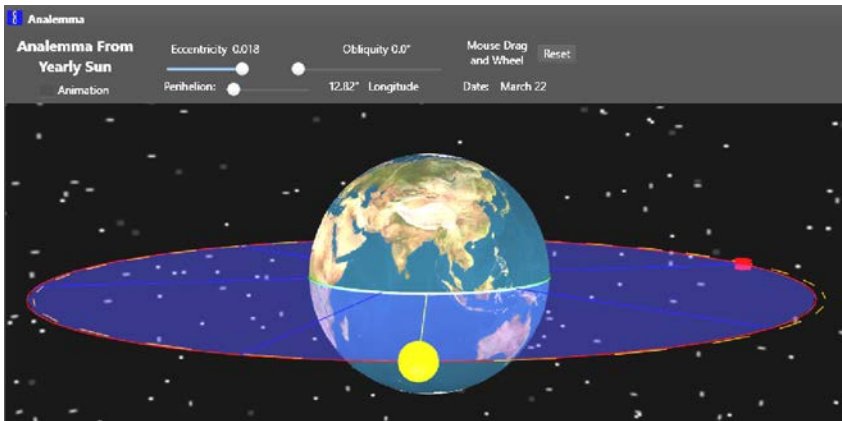 Analemma
Analemma From
Yearly Sun
Animation
Eccentricity 0.018
Obliquity 0.0°
Mouse Drag
and Wheel
Reset
Perihelion:
12.82° Longitude
Date: March 22